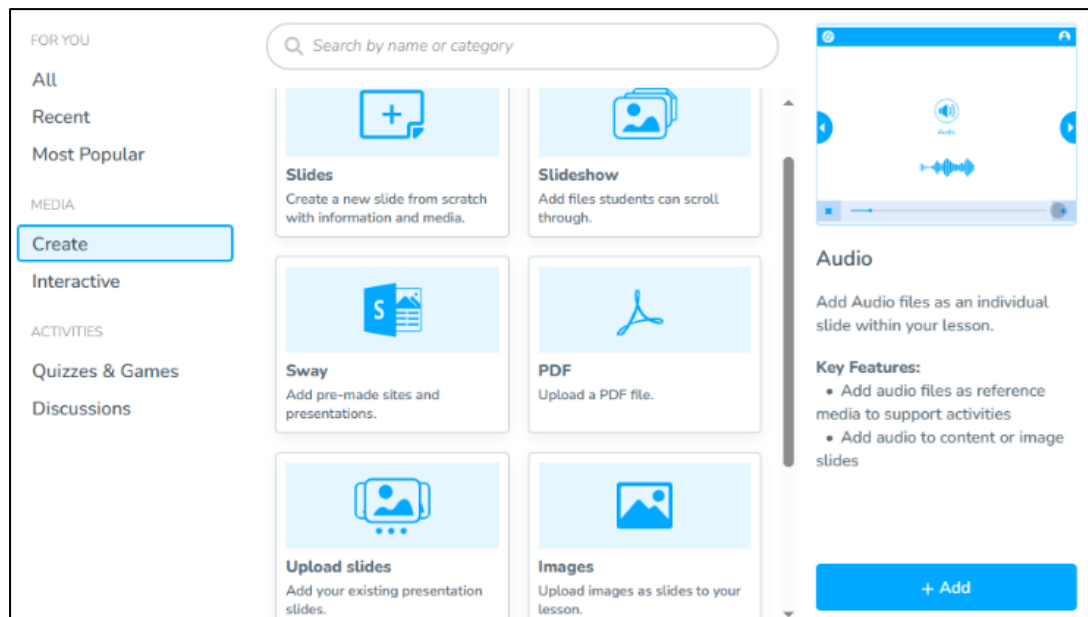 FOR YOU
All
Recent
Most Popular
MEDIA
Create
Interactive
ACTIVITIES
Quizzes & Games
Discussions
Search by name or category
Slides
Create a new slide from scratch
with information and media.
Slideshow
Add files students can scroll
through.
S
Sway
Add pre-made sites and
presentations.
PDF
Upload a PDF file.
Upload slides
Add your existing presentation
slides.
Images
Upload images as slides to your
lesson.
Audio
Audio
Add Audio files as an individual
slide within your lesson.
Key Features:
• Add audio files as reference
media to support activities
• Add audio to content or image
slides
+ Add